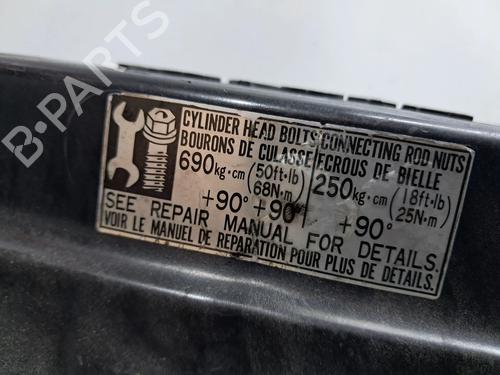 CYLINDER HEAD BOLTS CONNECTING ROD NUTS
BOURONS DE CULASSE ECROUS DE BIELLE
690kg·cm (50ft·lb 68N·m) 250kg·cm (18ft·lb 25N·m)
+90° +90° +90°
SEE REPAIR MANUAL FOR DETAILS.
VOIR LE MANUEL DE REPARATION POUR PLUS DE DETAILS.
B-PARTS